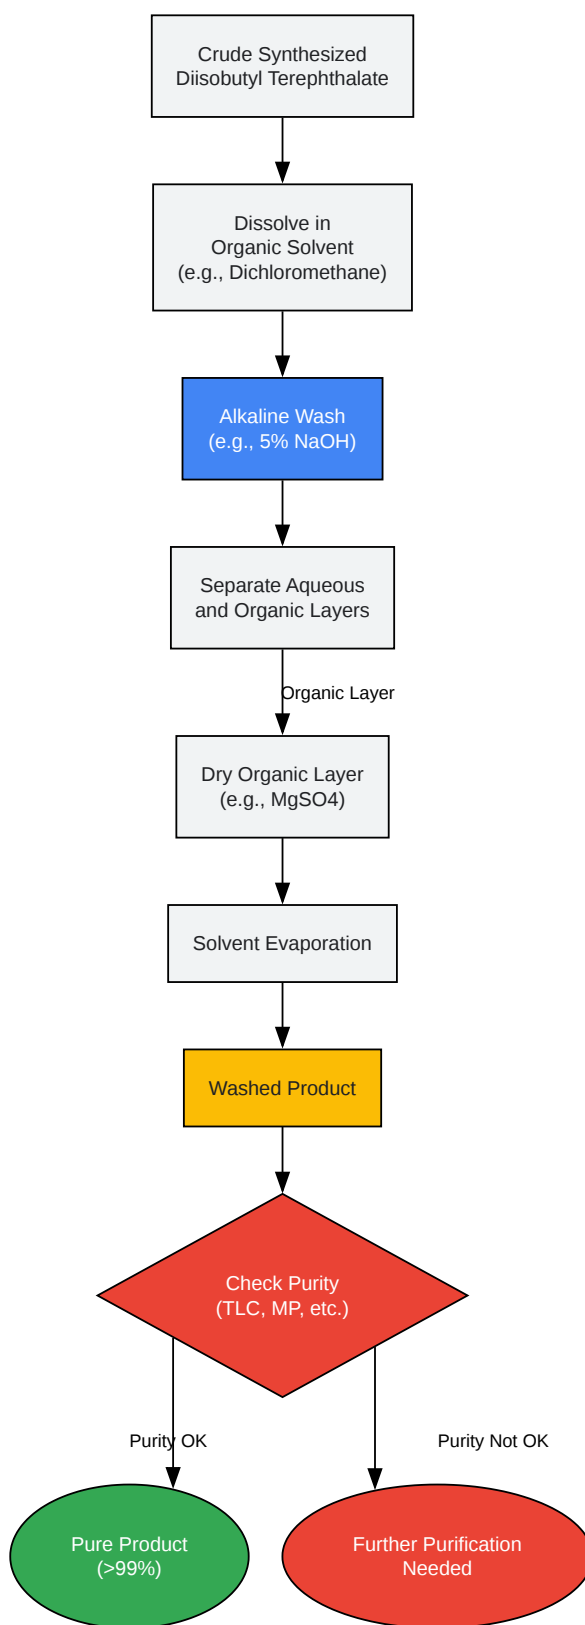 Crude Synthesized
Diisobutyl Terephthalate
Dissolve in
Organic Solvent
(e.g., Dichloromethane)
Alkaline Wash
(e.g., 5% NaOH)
Separate Aqueous
and Organic Layers
Organic Layer
Dry Organic Layer
(e.g., MgSO4)
Solvent Evaporation
Washed Product
Check Purity
(TLC, MP, etc.)
Purity OK
Purity Not OK
Pure Product
(>99%)
Further Purification
Needed